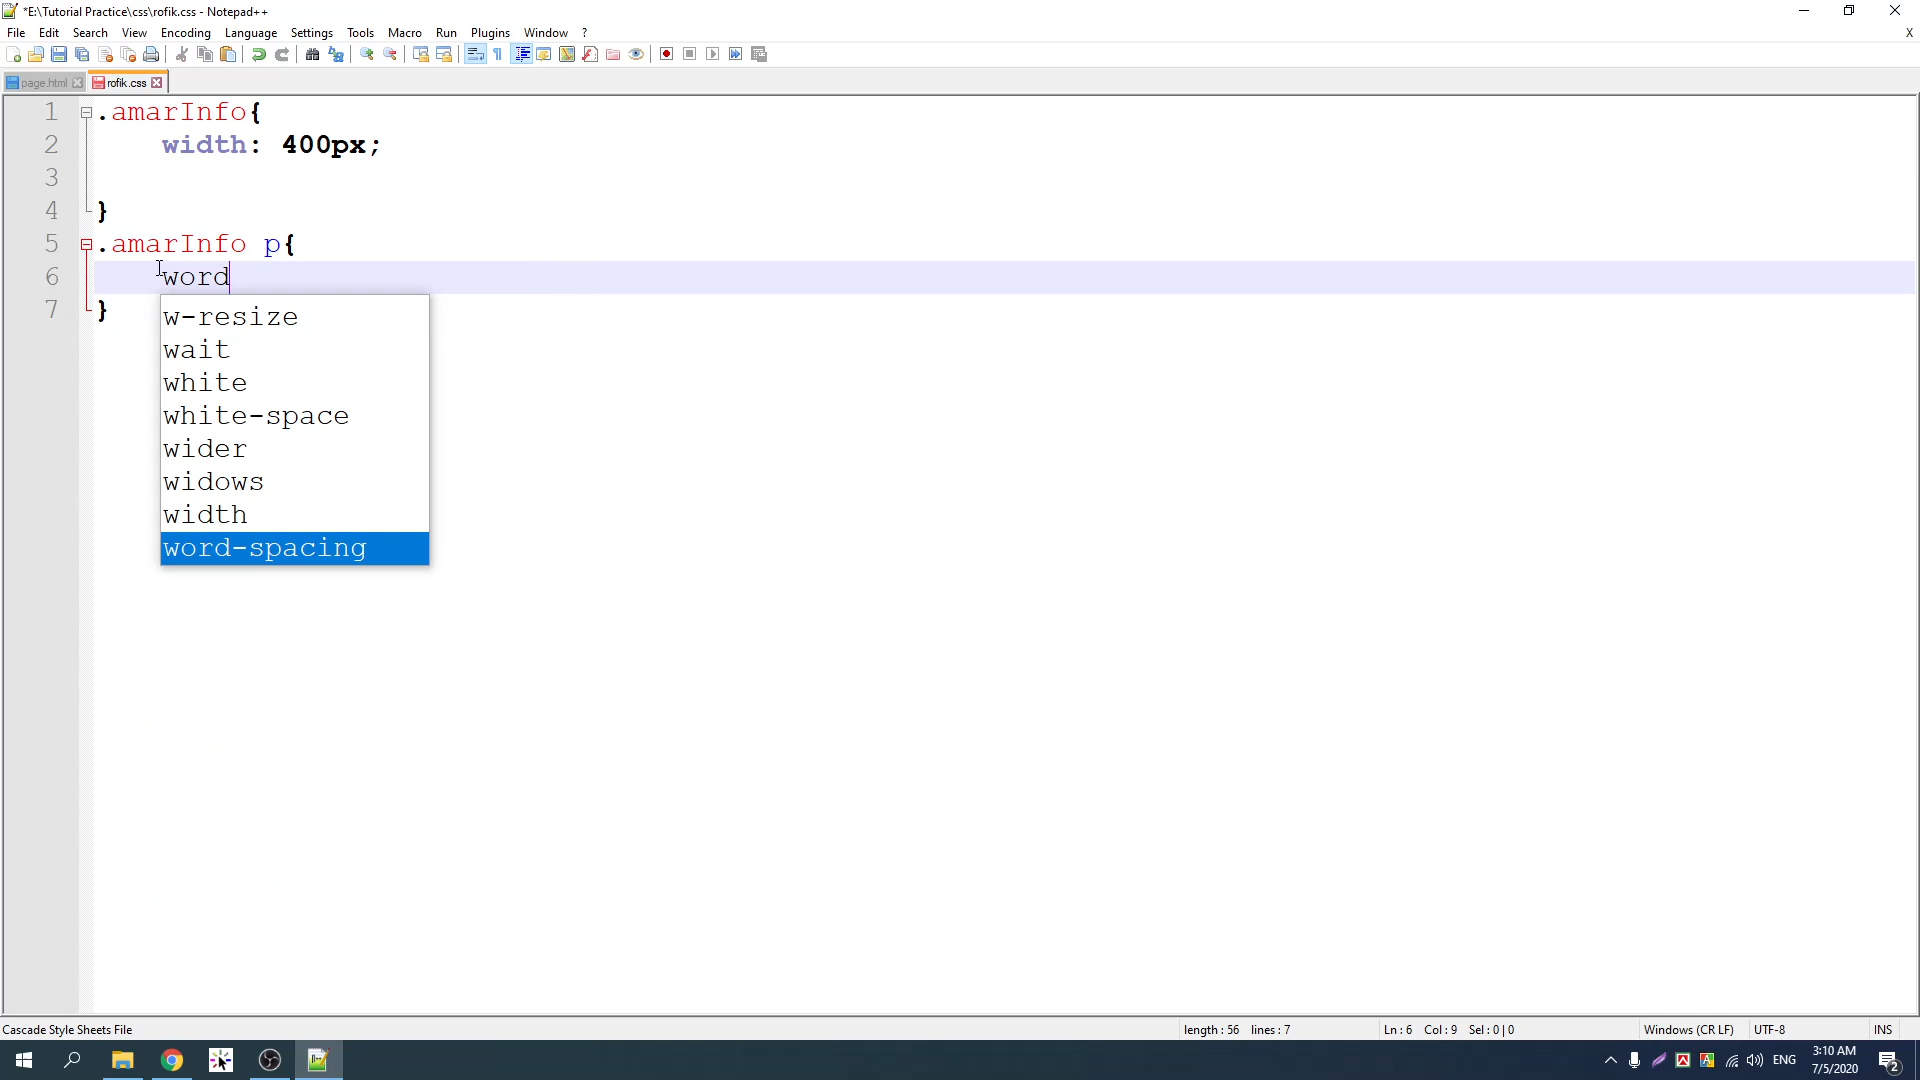 *E:\Tutorial Practice\css\rofik.css - Notepad++
File Edit Search View Encoding Language Settings Tools Macro Run Plugins Window ? X
page.html rofik.css
1 .amarInfo{
2 width: 400px;
3
4 }
5 .amarInfo p{
6 word
7 }
w-resize
wait
white
white-space
wider
widows
width
word-spacing
Cascade Style Sheets File length : 56 lines : 7 Ln : 6 Col : 9 Sel : 0 | 0 Windows (CR LF) UTF-8 INS
ENG 3:10 AM
7/5/2020
2